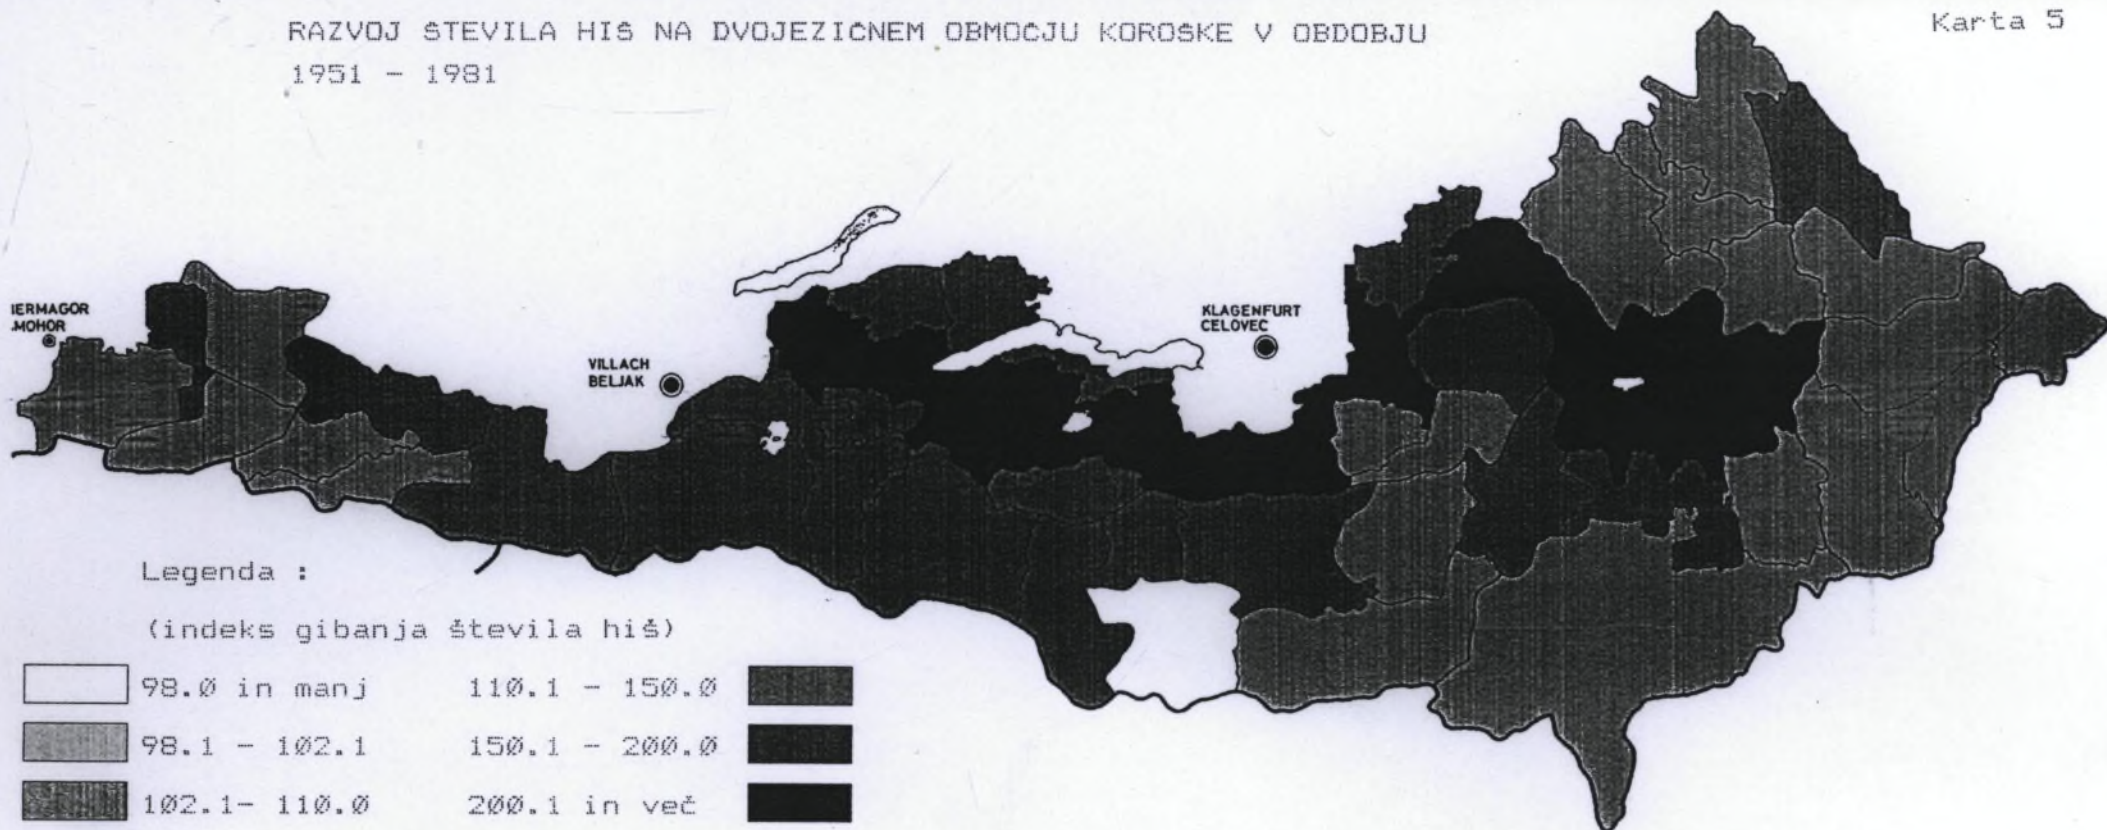 RAZVOJ ŠTEVILA HIŠ NA DVOJEZIČNEM OBMOČJU KOROŠKE V OBDOBJU
1951 - 1981
Karta 5
IERMAGOR
.MOHOR
VILLACH
BELJAK
KLAGENFURT
CELOVEC
Legenda :
(indeks gibanja števila hiš)
98.0 in manj
110.1 - 150.0
98.1 - 102.1
150.1 - 200.0
102.1- 110.0
200.1 in več